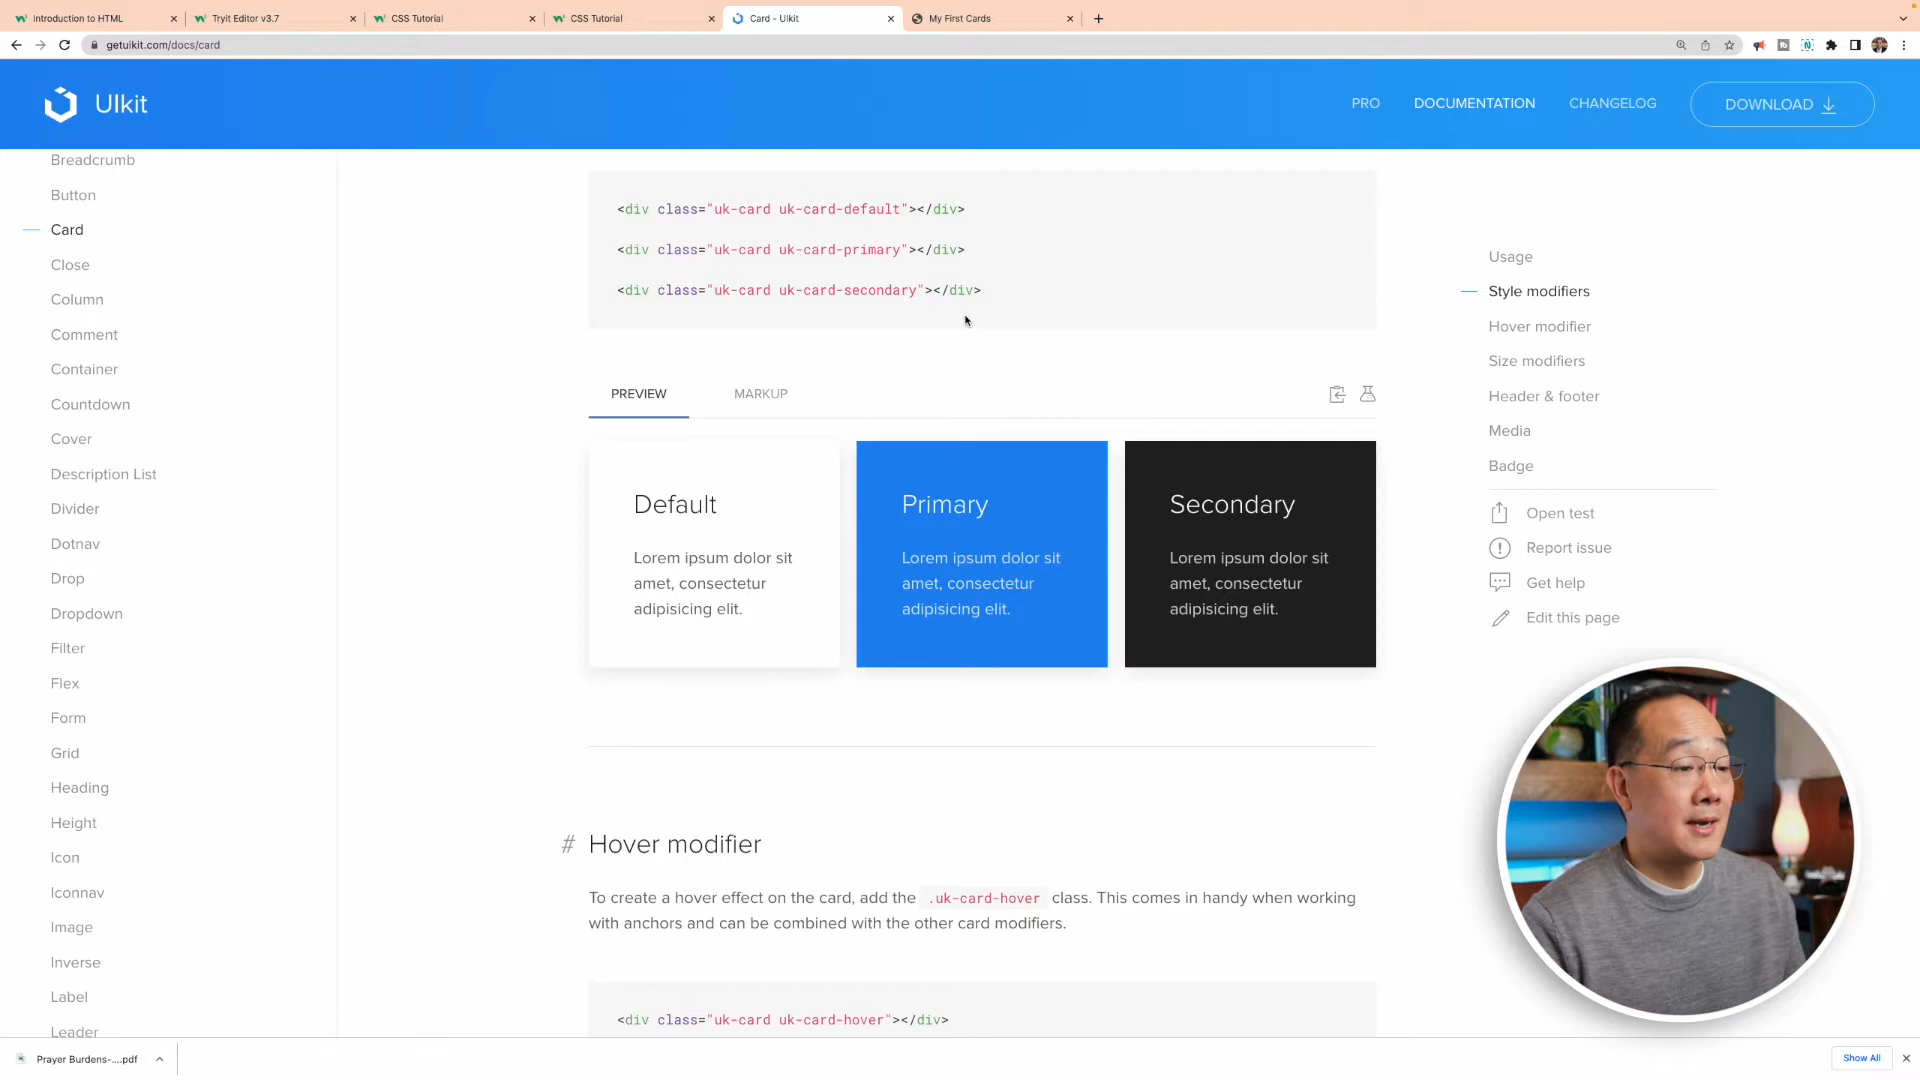 Introduction to HTML
Tryit Editor v3.7
CSS Tutorial
CSS Tutorial
Card - UIkit
My First Cards
getuikit.com/docs/card
UIkit
PRO
DOCUMENTATION
CHANGELOG
DOWNLOAD
Breadcrumb
Button
Card
Close
Column
Comment
Container
Countdown
Cover
Description List
Divider
Dotnav
Drop
Dropdown
Filter
Flex
Form
Grid
Heading
Height
Icon
Iconnav
Image
Inverse
Label
Leader
<div class="uk-card uk-card-default"></div>
<div class="uk-card uk-card-primary"></div>
<div class="uk-card uk-card-secondary"></div>
PREVIEW
MARKUP
Default
Lorem ipsum dolor sit
amet, consectetur
adipisicing elit.
Primary
Lorem ipsum dolor sit
amet, consectetur
adipisicing elit.
Secondary
Lorem ipsum dolor sit
amet, consectetur
adipisicing elit.
# Hover modifier
To create a hover effect on the card, add the .uk-card-hover class. This comes in handy when working
with anchors and can be combined with the other card modifiers.
<div class="uk-card uk-card-hover"></div>
Usage
Style modifiers
Hover modifier
Size modifiers
Header & footer
Media
Badge
Open test
Report issue
Get help
Edit this page
Prayer Burdens-....pdf
Show All